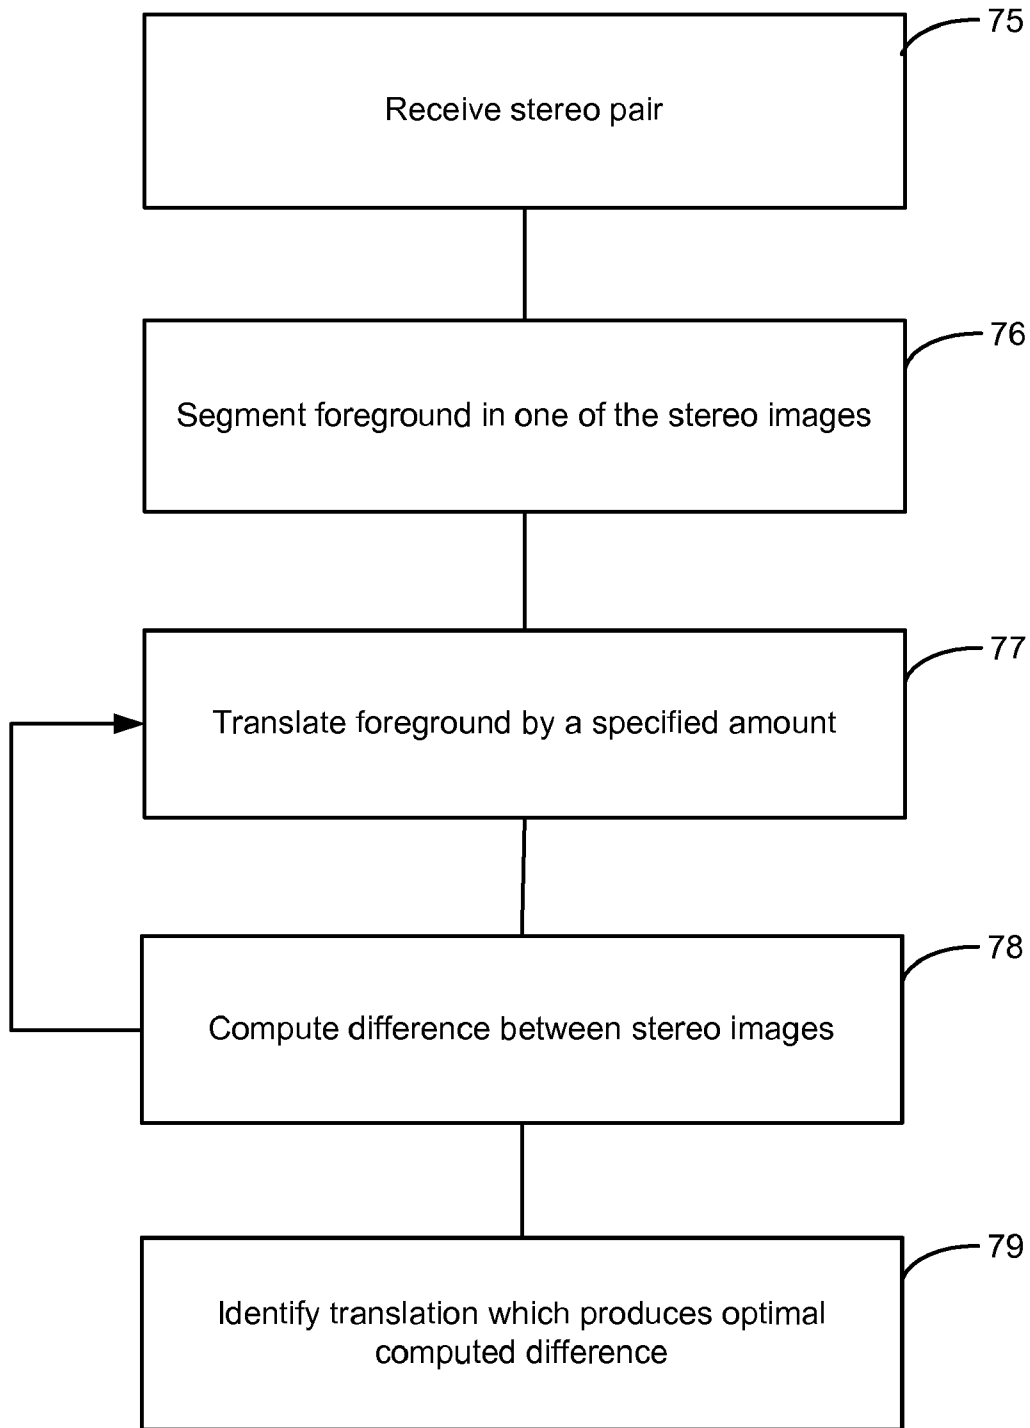 75
Receive stereo pair
76
Segment foreground in one of the stereo images
77
Translate foreground by a specified amount
78
Compute difference between stereo images
79
Identify translation which produces optimal
computed difference